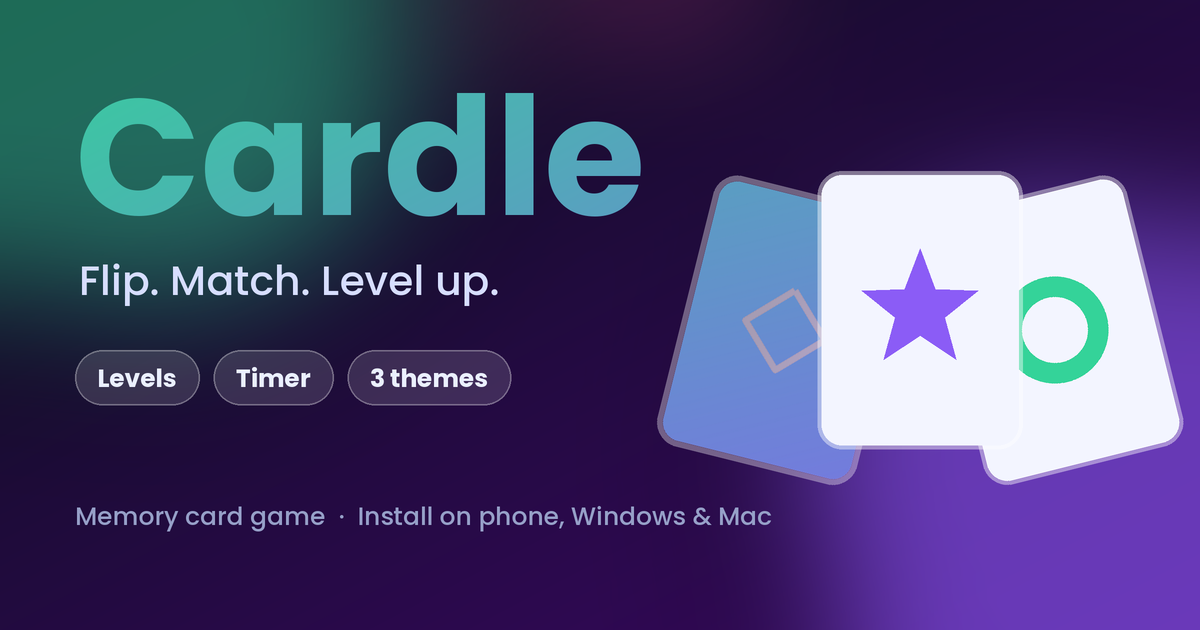 Cardle
Flip. Match. Level up.
Levels
Timer
3 themes
Memory card game · Install on phone, Windows & Mac